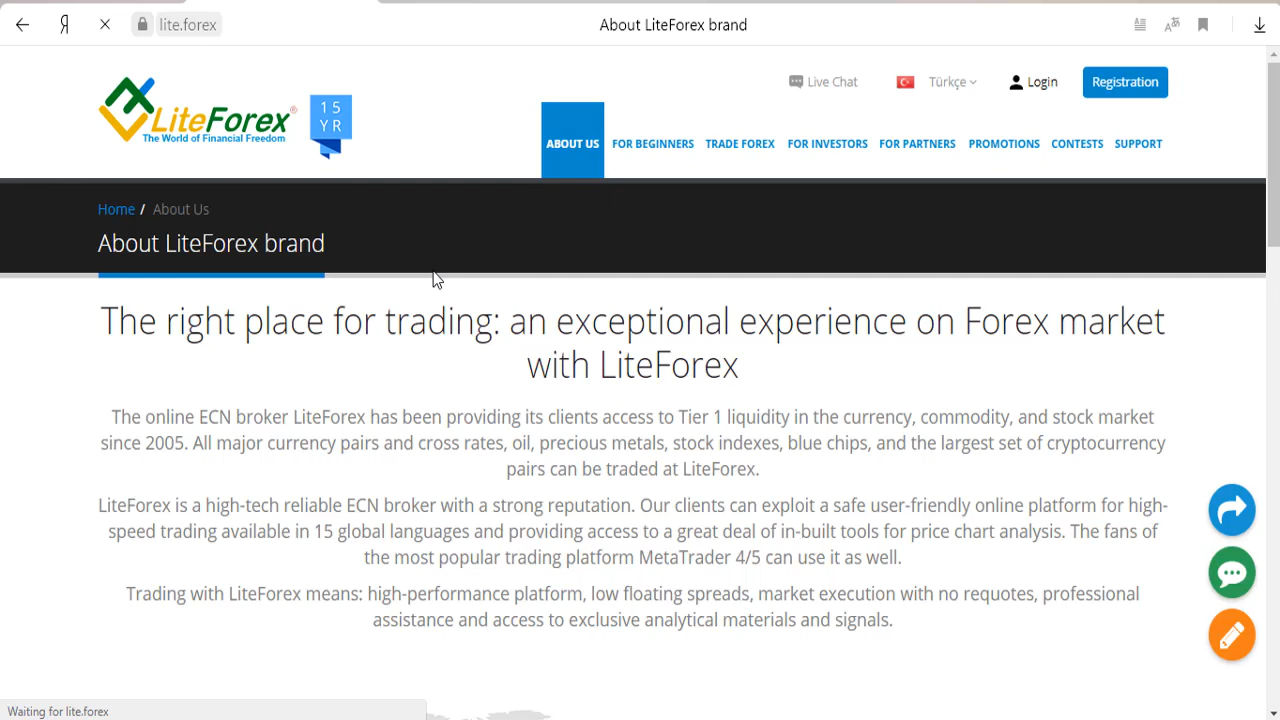 lite.forex
About LiteForex brand
LiteForex®
The World of Financial Freedom
15
YR
Live Chat
Türkçe
Login
Registration
ABOUT US
FOR BEGINNERS
TRADE FOREX
FOR INVESTORS
FOR PARTNERS
PROMOTIONS
CONTESTS
SUPPORT
Home / About Us
About LiteForex brand
The right place for trading: an exceptional experience on Forex market
with LiteForex
The online ECN broker LiteForex has been providing its clients access to Tier 1 liquidity in the currency, commodity, and stock market
since 2005. All major currency pairs and cross rates, oil, precious metals, stock indexes, blue chips, and the largest set of cryptocurrency
pairs can be traded at LiteForex.
LiteForex is a high-tech reliable ECN broker with a strong reputation. Our clients can exploit a safe user-friendly online platform for high-
speed trading available in 15 global languages and providing access to a great deal of in-built tools for price chart analysis. The fans of
the most popular trading platform MetaTrader 4/5 can use it as well.
Trading with LiteForex means: high-performance platform, low floating spreads, market execution with no requotes, professional
assistance and access to exclusive analytical materials and signals.
Waiting for lite.forex